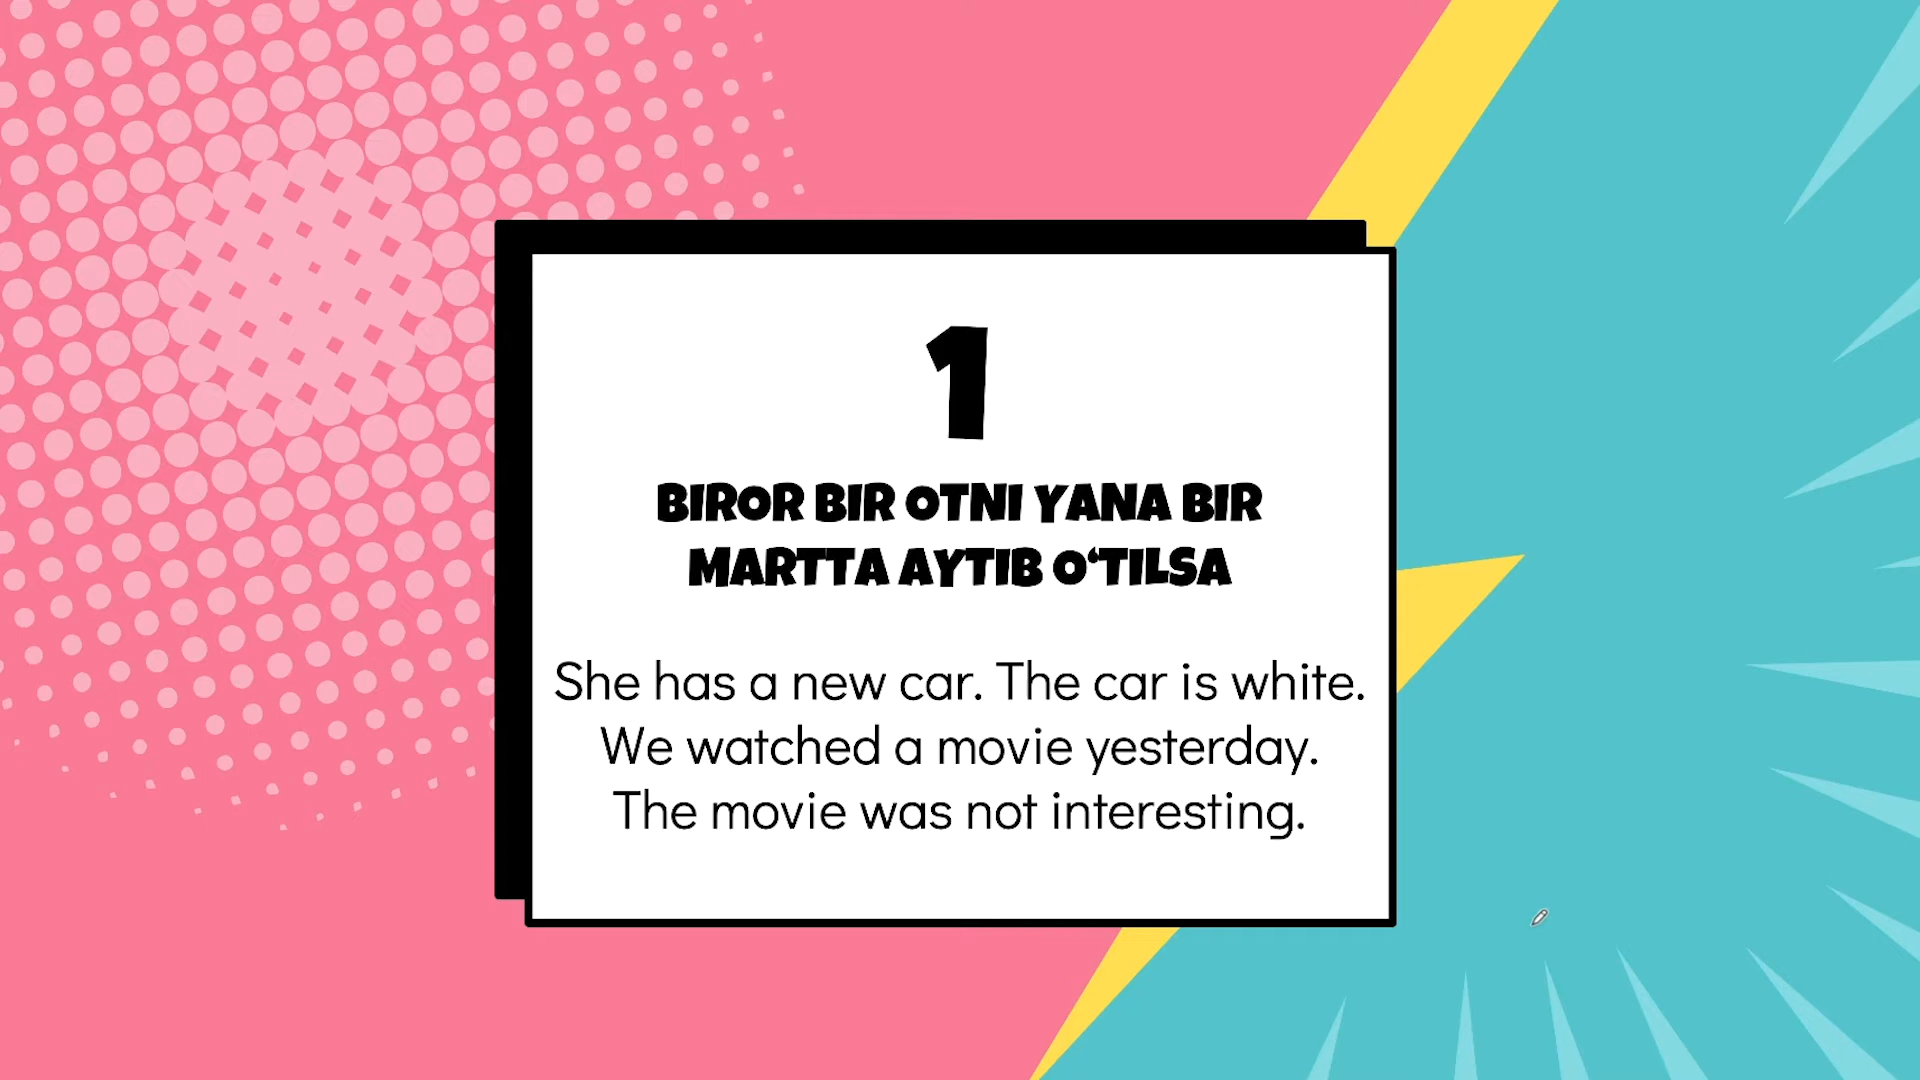 1
BIROR BIR OTNI YANA BIR
MARTTA AYTIB O‘TILSA
She has a new car. The car is white.
We watched a movie yesterday.
The movie was not interesting.